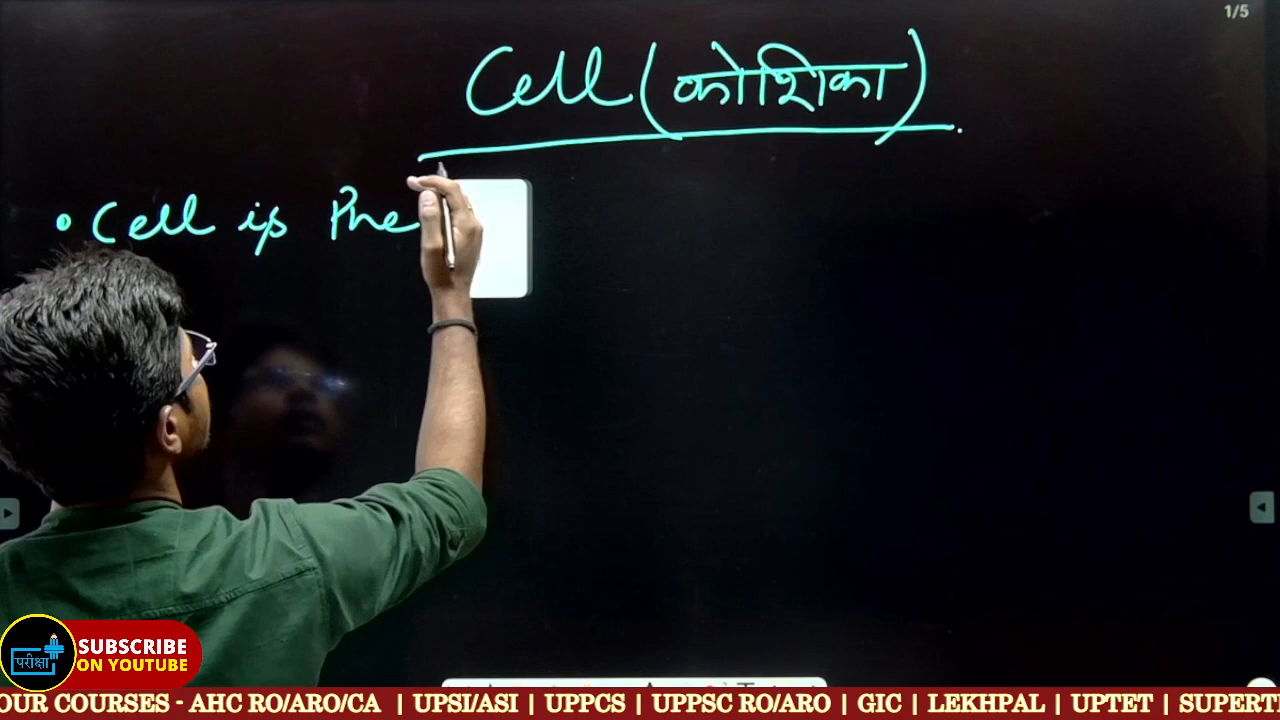 1/5
Cell (कोशिका)
• Cell is the
परीक्षा
SUBSCRIBE
ON YOUTUBE
OUR COURSES - AHC RO/ARO/CA | UPSI/ASI | UPPCS | UPPSC RO/ARO | GIC | LEKHPAL | UPTET | SUPERT